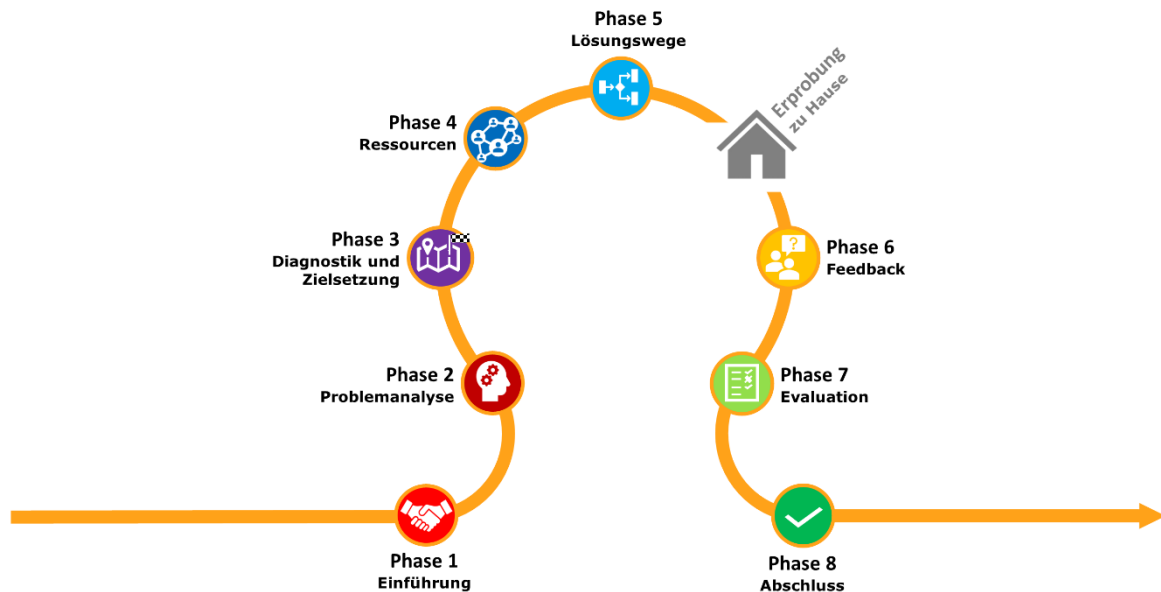 Phase 1
Einführung
Phase 2
Problemanalyse
Phase 3
Diagnostik und
Zielsetzung
Phase 4
Ressourcen
Phase 5
Lösungswege
Erprobung
zu Hause
Phase 6
Feedback
?
Phase 7
Evaluation
Phase 8
Abschluss